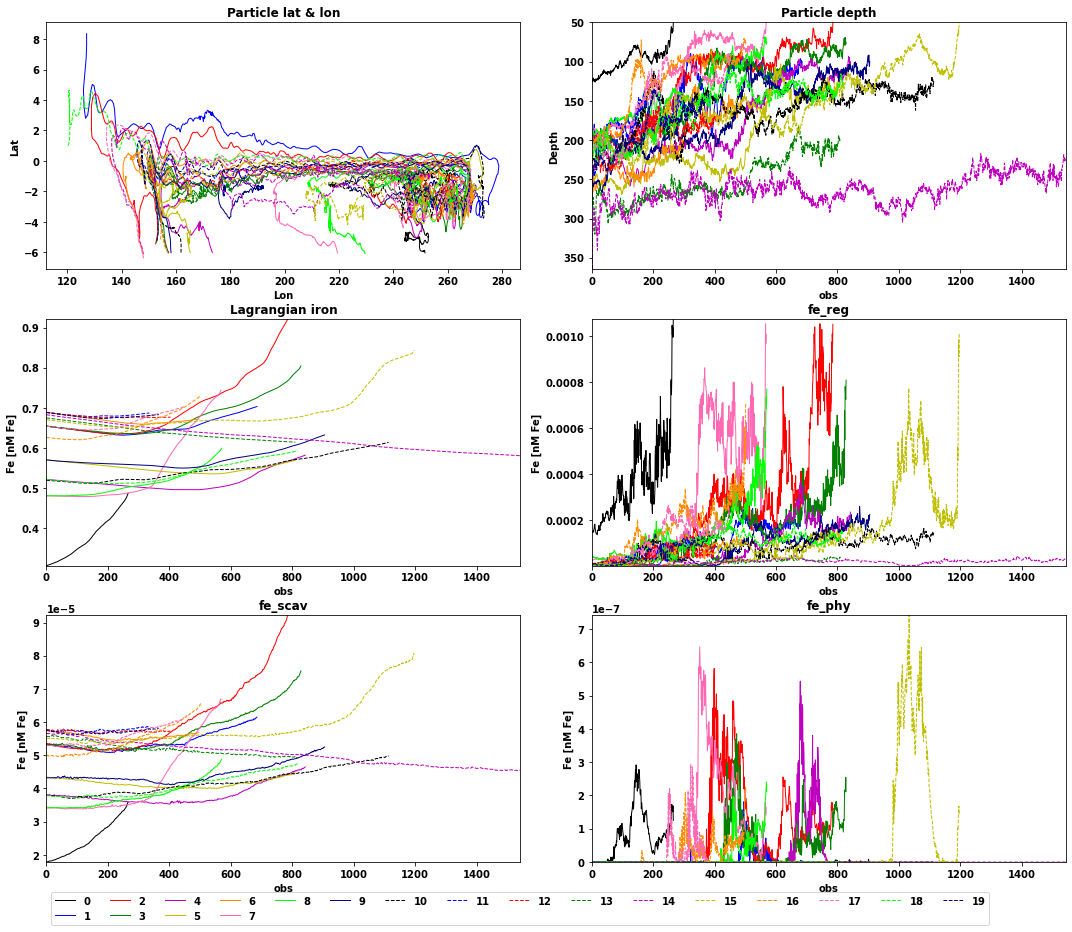 Particle lat & lon
Lat
8
6
4
2
0
−2
−4
−6
120 140 160 180 200 220 240 260 280
Lon
Particle depth
Depth
50
100
150
200
250
300
350
0 200 400 600 800 1000 1200 1400
obs
Lagrangian iron
Fe [nM Fe]
0.9
0.8
0.7
0.6
0.5
0.4
0 200 400 600 800 1000 1200 1400
obs
fe_reg
Fe [nM Fe]
0.0010
0.0008
0.0006
0.0004
0.0002
0 200 400 600 800 1000 1200 1400
obs
fe_scav
1e−5
Fe [nM Fe]
9
8
7
6
5
4
3
2
0 200 400 600 800 1000 1200 1400
obs
fe_phy
1e−7
Fe [nM Fe]
7
6
5
4
3
2
1
0
0 200 400 600 800 1000 1200 1400
obs
0 2 4 6 8 9 10 11 12 13 14 15 16 17 18 19
1 3 5 7